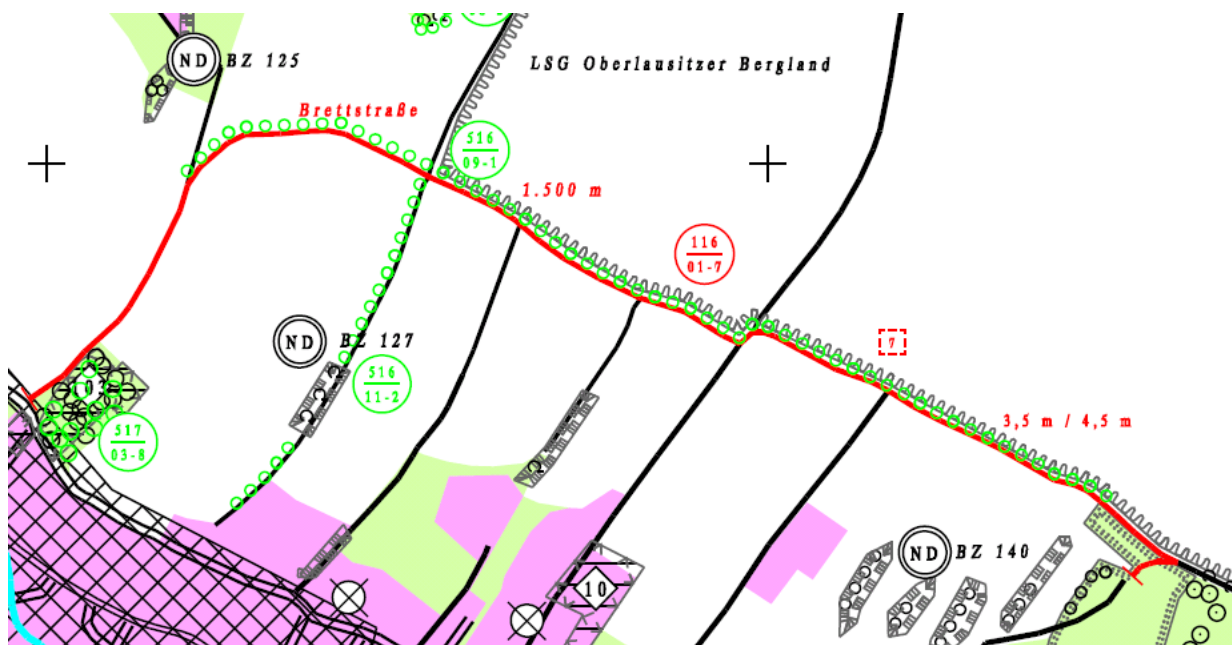 ND BZ 125
LSG Oberlausitzer Bergland
Brettstraße
516
09-1
1.500 m
116
01-7
ND BZ 127
7
516
11-2
03
517
03-8
3,5 m / 4,5 m
ND BZ 140
10